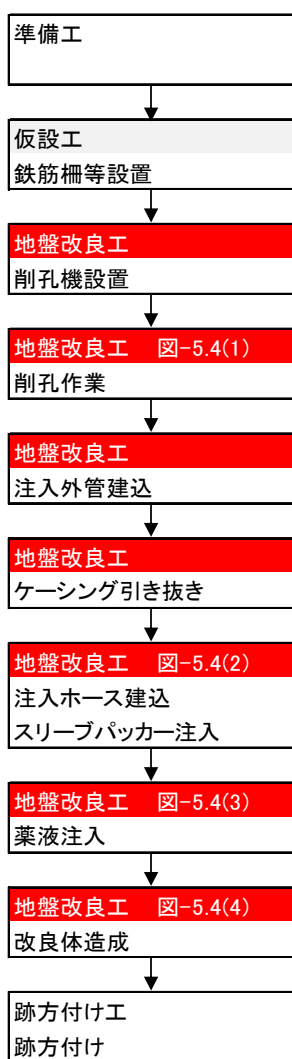 準備工
仮設工
鉄筋柵等設置
地盤改良工
削孔機設置
地盤改良工 図-5.4(1)
削孔作業
地盤改良工
注入外管建込
地盤改良工
ケーシング引き抜き
地盤改良工 図-5.4(2)
注入ホース建込
スリーブパッカー注入
地盤改良工 図-5.4(3)
薬液注入
地盤改良工 図-5.4(4)
改良体造成
跡方付け工
跡方付け